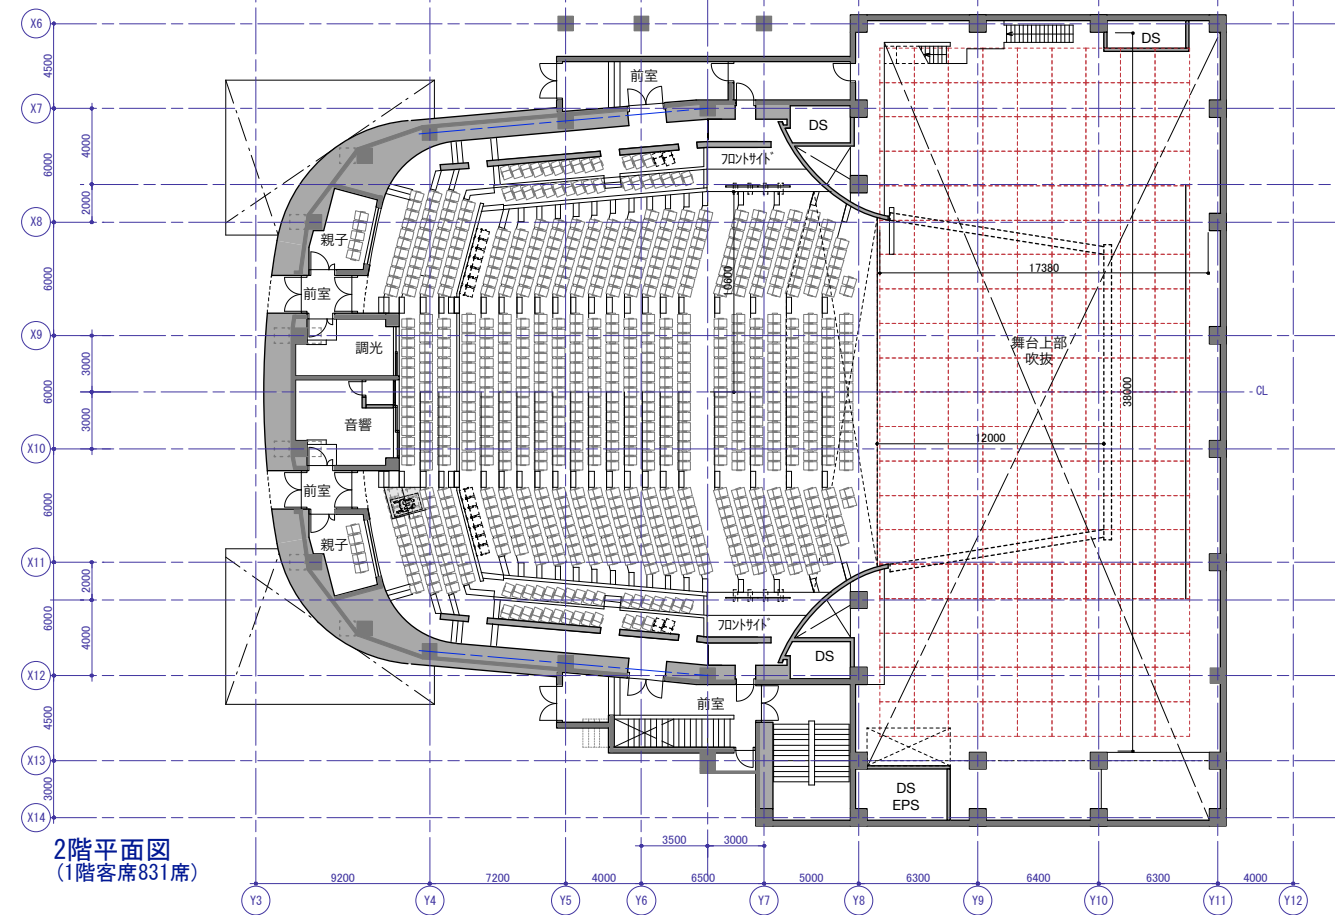 X6
DS
4500
前室
X7
4000
6000
DS
フロントサイド
2000
X8
親子
6000
10600
17380
前室
X9
調光
舞台上部
吹抜
3000
6000
38000
CL
3000
音響
12000
X10
前室
6000
親子
X11
2000
6000
フロントサイド
4000
DS
X12
前室
4500
X13
3000
DS
EPS
X14
2階平面図
(1階客席831席)
3500
3000
9200
7200
4000
6500
5000
6300
6400
6300
4000
Y3
Y4
Y5
Y6
Y7
Y8
Y9
Y10
Y11
Y12